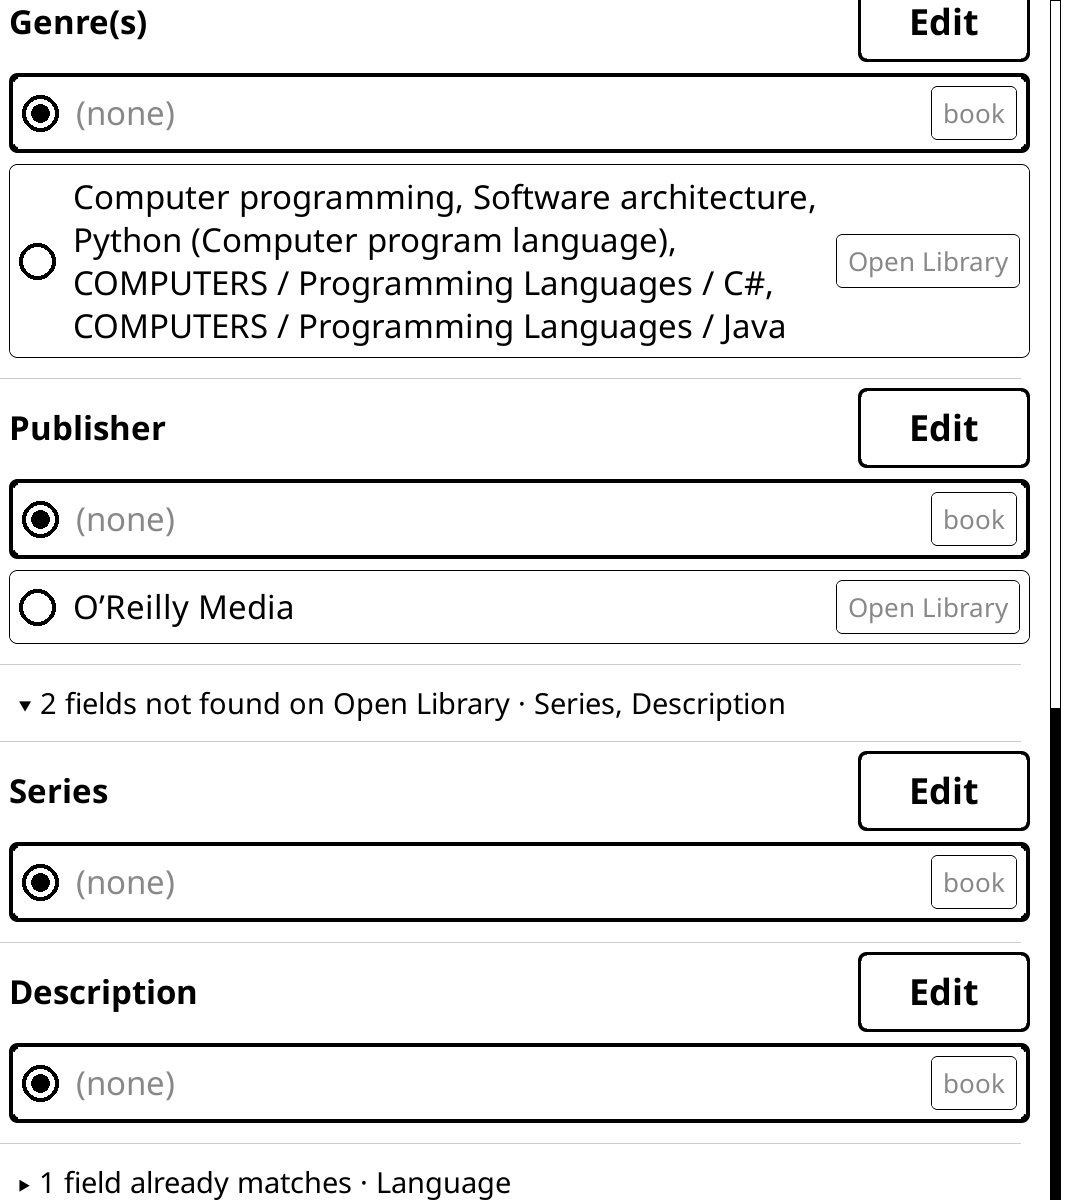 Genre(s)
Edit
(none)
book
Computer programming, Software architecture,
Python (Computer program language),
COMPUTERS / Programming Languages / C#,
COMPUTERS / Programming Languages / Java
Open Library
Publisher
Edit
(none)
book
O’Reilly Media
Open Library
▾ 2 fields not found on Open Library · Series, Description
Series
Edit
(none)
book
Description
Edit
(none)
book
▸ 1 field already matches · Language